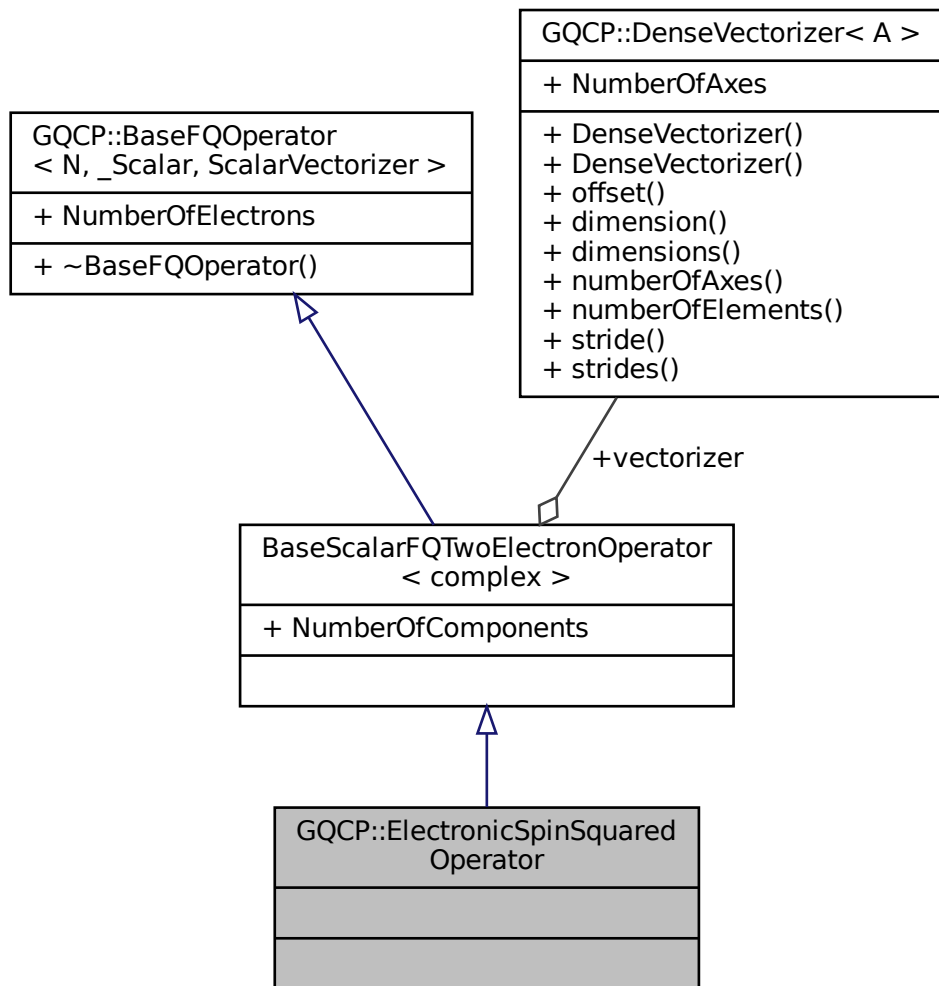 GQCP::DenseVectorizer< A >
+ NumberOfAxes
+ DenseVectorizer()
+ DenseVectorizer()
+ offset()
+ dimension()
+ dimensions()
+ numberOfAxes()
+ numberOfElements()
+ stride()
+ strides()
GQCP::BaseFQOperator
< N, _Scalar, ScalarVectorizer >
+ NumberOfElectrons
+ ~BaseFQOperator()
+vectorizer
BaseScalarFQTwoElectronOperator
< complex >
+ NumberOfComponents
GQCP::ElectronicSpinSquared
Operator